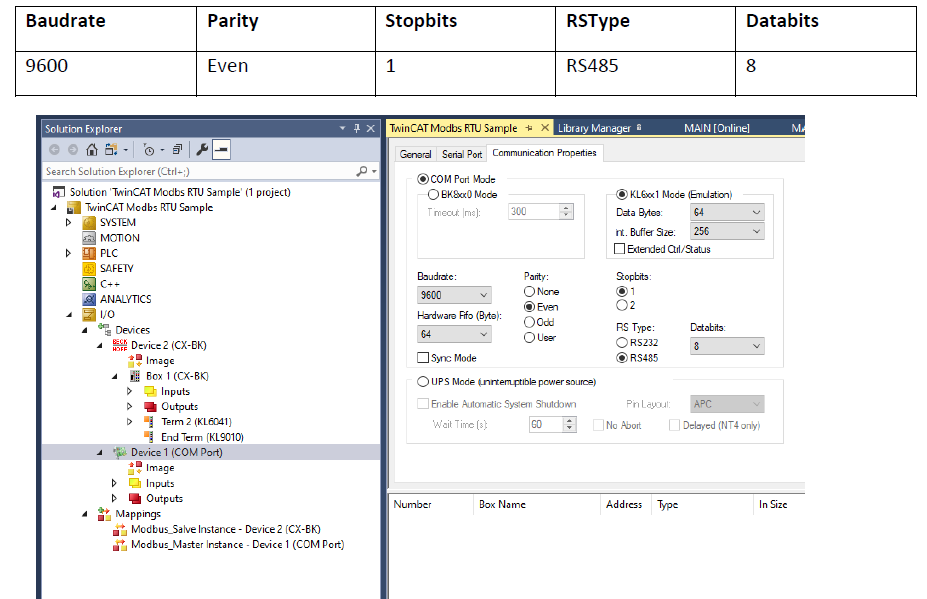 Baudrate Parity Stopbits RSType Databits
9600 Even 1 RS485 8
Solution Explorer
Search Solution Explorer (Ctrl+;)
Solution 'TwinCAT Modbs RTU Sample' (1 project)
TwinCAT Modbs RTU Sample
SYSTEM
MOTION
PLC
SAFETY
C++
ANALYTICS
I/O
Devices
BECK HOFF Device 2 (CX-BK)
Image
Box 1 (CX-BK)
Inputs
Outputs
Term 2 (KL6041)
End Term (KL9010)
Device 1 (COM Port)
Image
Inputs
Outputs
Mappings
Modbus_Salve Instance - Device 2 (CX-BK)
Modbus_Master Instance - Device 1 (COM Port)
TwinCAT Modbs RTU Sample Library Manager MAIN [Online] MA
General Serial Port Communication Properties
COM Port Mode
BK8xx0 Mode KL6xx1 Mode (Emulation)
Timeout (ms): 300 Data Bytes: 64
int. Buffer Size: 256
Extended Ctrl/Status
Baudrate: Parity: Stopbits:
9600 None 1
Even 2
Hardware Fifo (Byte): Odd
64 User RS Type: Databits:
RS232 8
Sync Mode RS485
UPS Mode (uninterruptible power source)
Enable Automatic System Shutdown Pin Layout: APC
Wait Time (s): 60 No Abort Delayed (NT4 only)
Number Box Name Address Type In Size